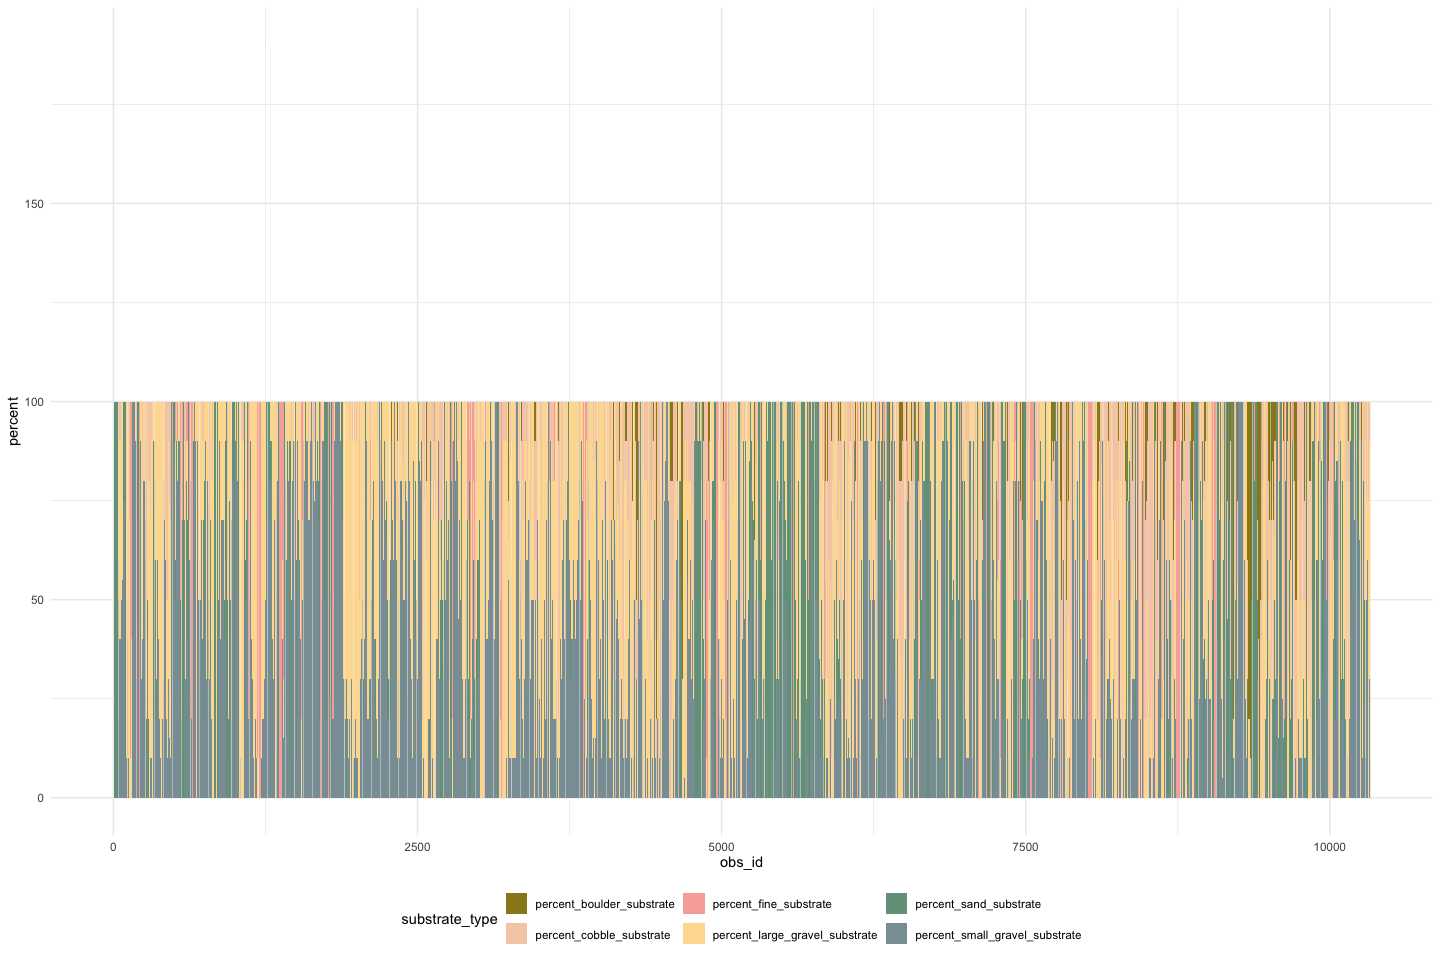 150
100
50
0
percent
0 2500 5000 7500 10000
obs_id
substrate_type
percent_boulder_substrate percent_fine_substrate percent_sand_substrate
percent_cobble_substrate percent_large_gravel_substrate percent_small_gravel_substrate